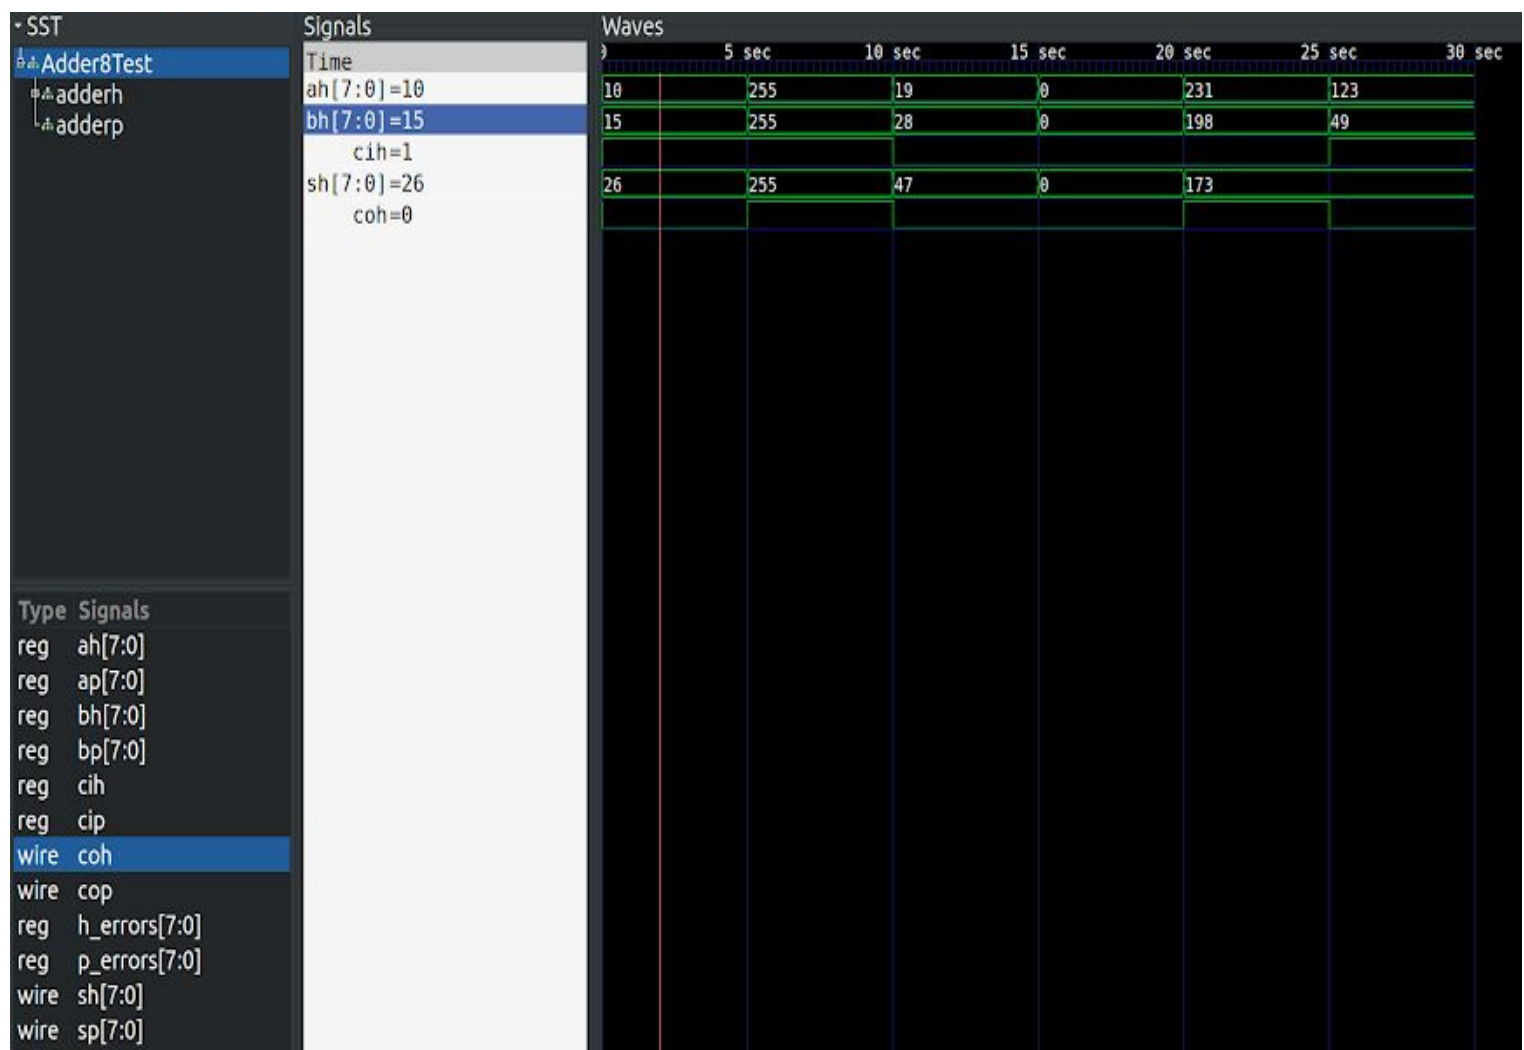 SST
Adder8Test
adderh
adderp
Type Signals
reg ah[7:0]
reg ap[7:0]
reg bh[7:0]
reg bp[7:0]
reg cih
reg cip
wire coh
wire cop
reg h_errors[7:0]
reg p_errors[7:0]
wire sh[7:0]
wire sp[7:0]
Signals
Time
ah[7:0]=10
bh[7:0]=15
cih=1
sh[7:0]=26
coh=0
Waves
0 5 sec 10 sec 15 sec 20 sec 25 sec 30 sec
10 255 19 0 231 123
15 255 28 0 198 49
26 255 47 0 173